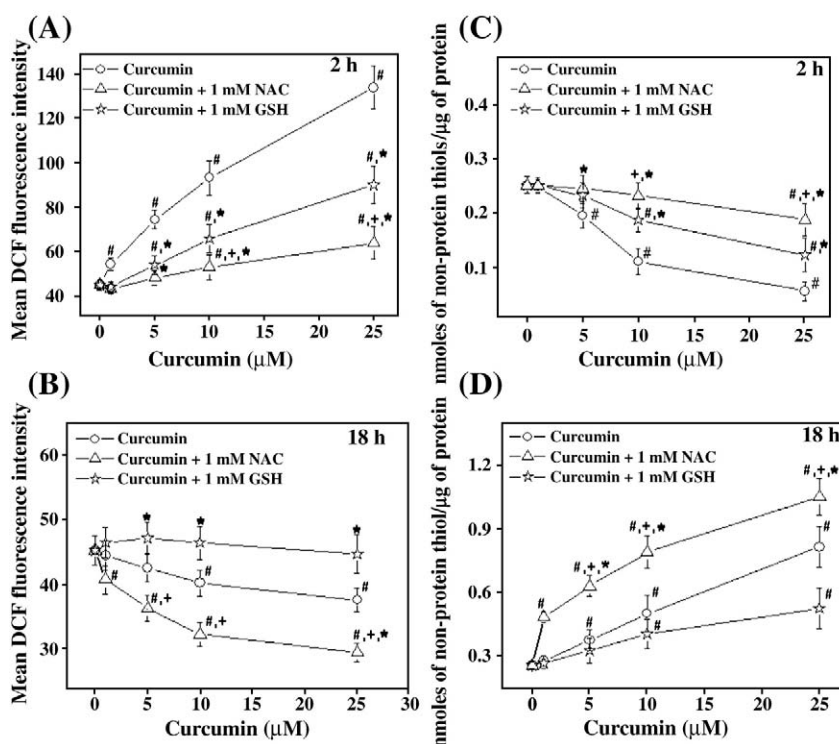 (A)
Mean DCF fluorescence intensity
140
120
100
80
60
40
Curcumin
Curcumin + 1 mM NAC
Curcumin + 1 mM GSH
2 h
#
#
#
#
#,*
#,*
#,*
*
#,+,*
#,+,*
0 5 10 15 20 25
Curcumin (μM)
(C)
nmoles of non-protein thiols/μg of protein
0.4
0.3
0.2
0.1
Curcumin
Curcumin + 1 mM NAC
Curcumin + 1 mM GSH
2 h
*
+,*
#,+,*
#
+
#,*
#,*
#
#
0 5 10 15 20 25
Curcumin (μM)
(B)
Mean DCF fluorescence intensity
60
50
40
30
Curcumin
Curcumin + 1 mM NAC
Curcumin + 1 mM GSH
18 h
*
*
*
#
#
#
#,+
#,+
#,+,*
0 5 10 15 20 25 30
Curcumin (μM)
(D)
nmoles of non-protein thiol/μg of protein
1.2
0.9
0.6
0.3
Curcumin
Curcumin + 1 mM NAC
Curcumin + 1 mM GSH
18 h
#
#,+,*
#,+,*
#,+,*
#
#
#
#
#
0 5 10 15 20 25
Curcumin (μM)